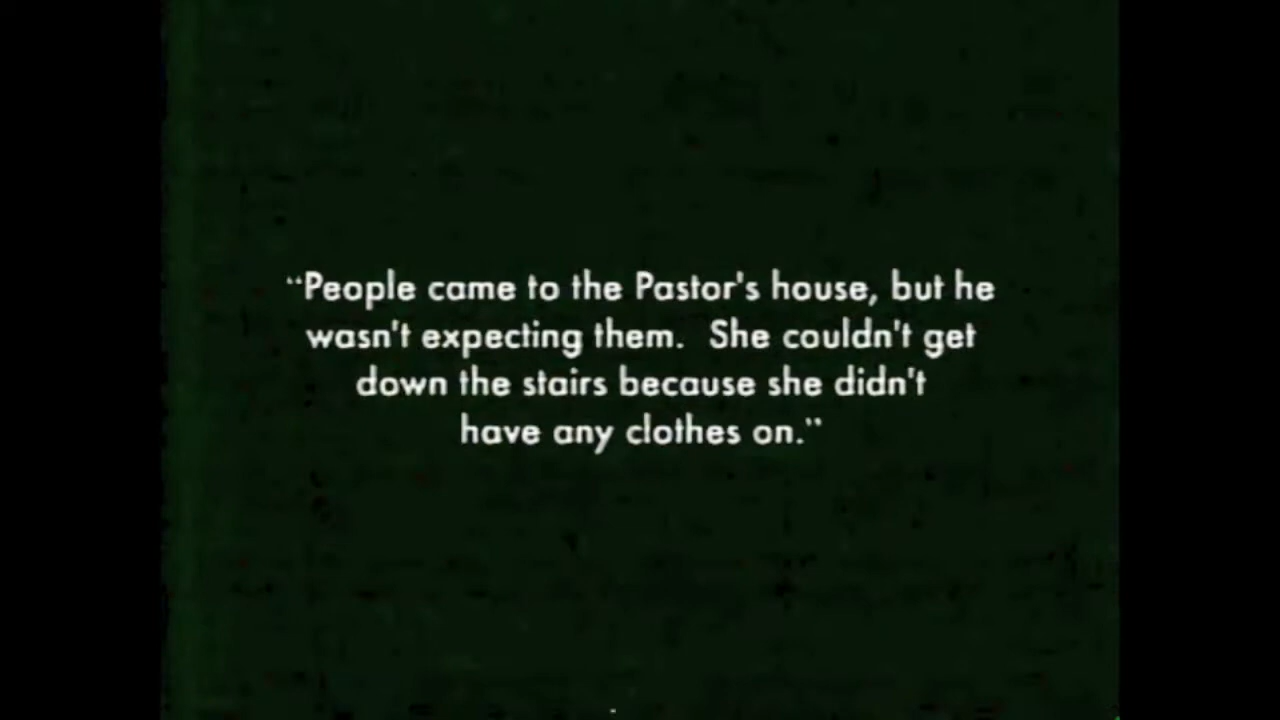 "People came to the Pastor's house, but he
wasn't expecting them.  She couldn't get
down the stairs because she didn't
have any clothes on."